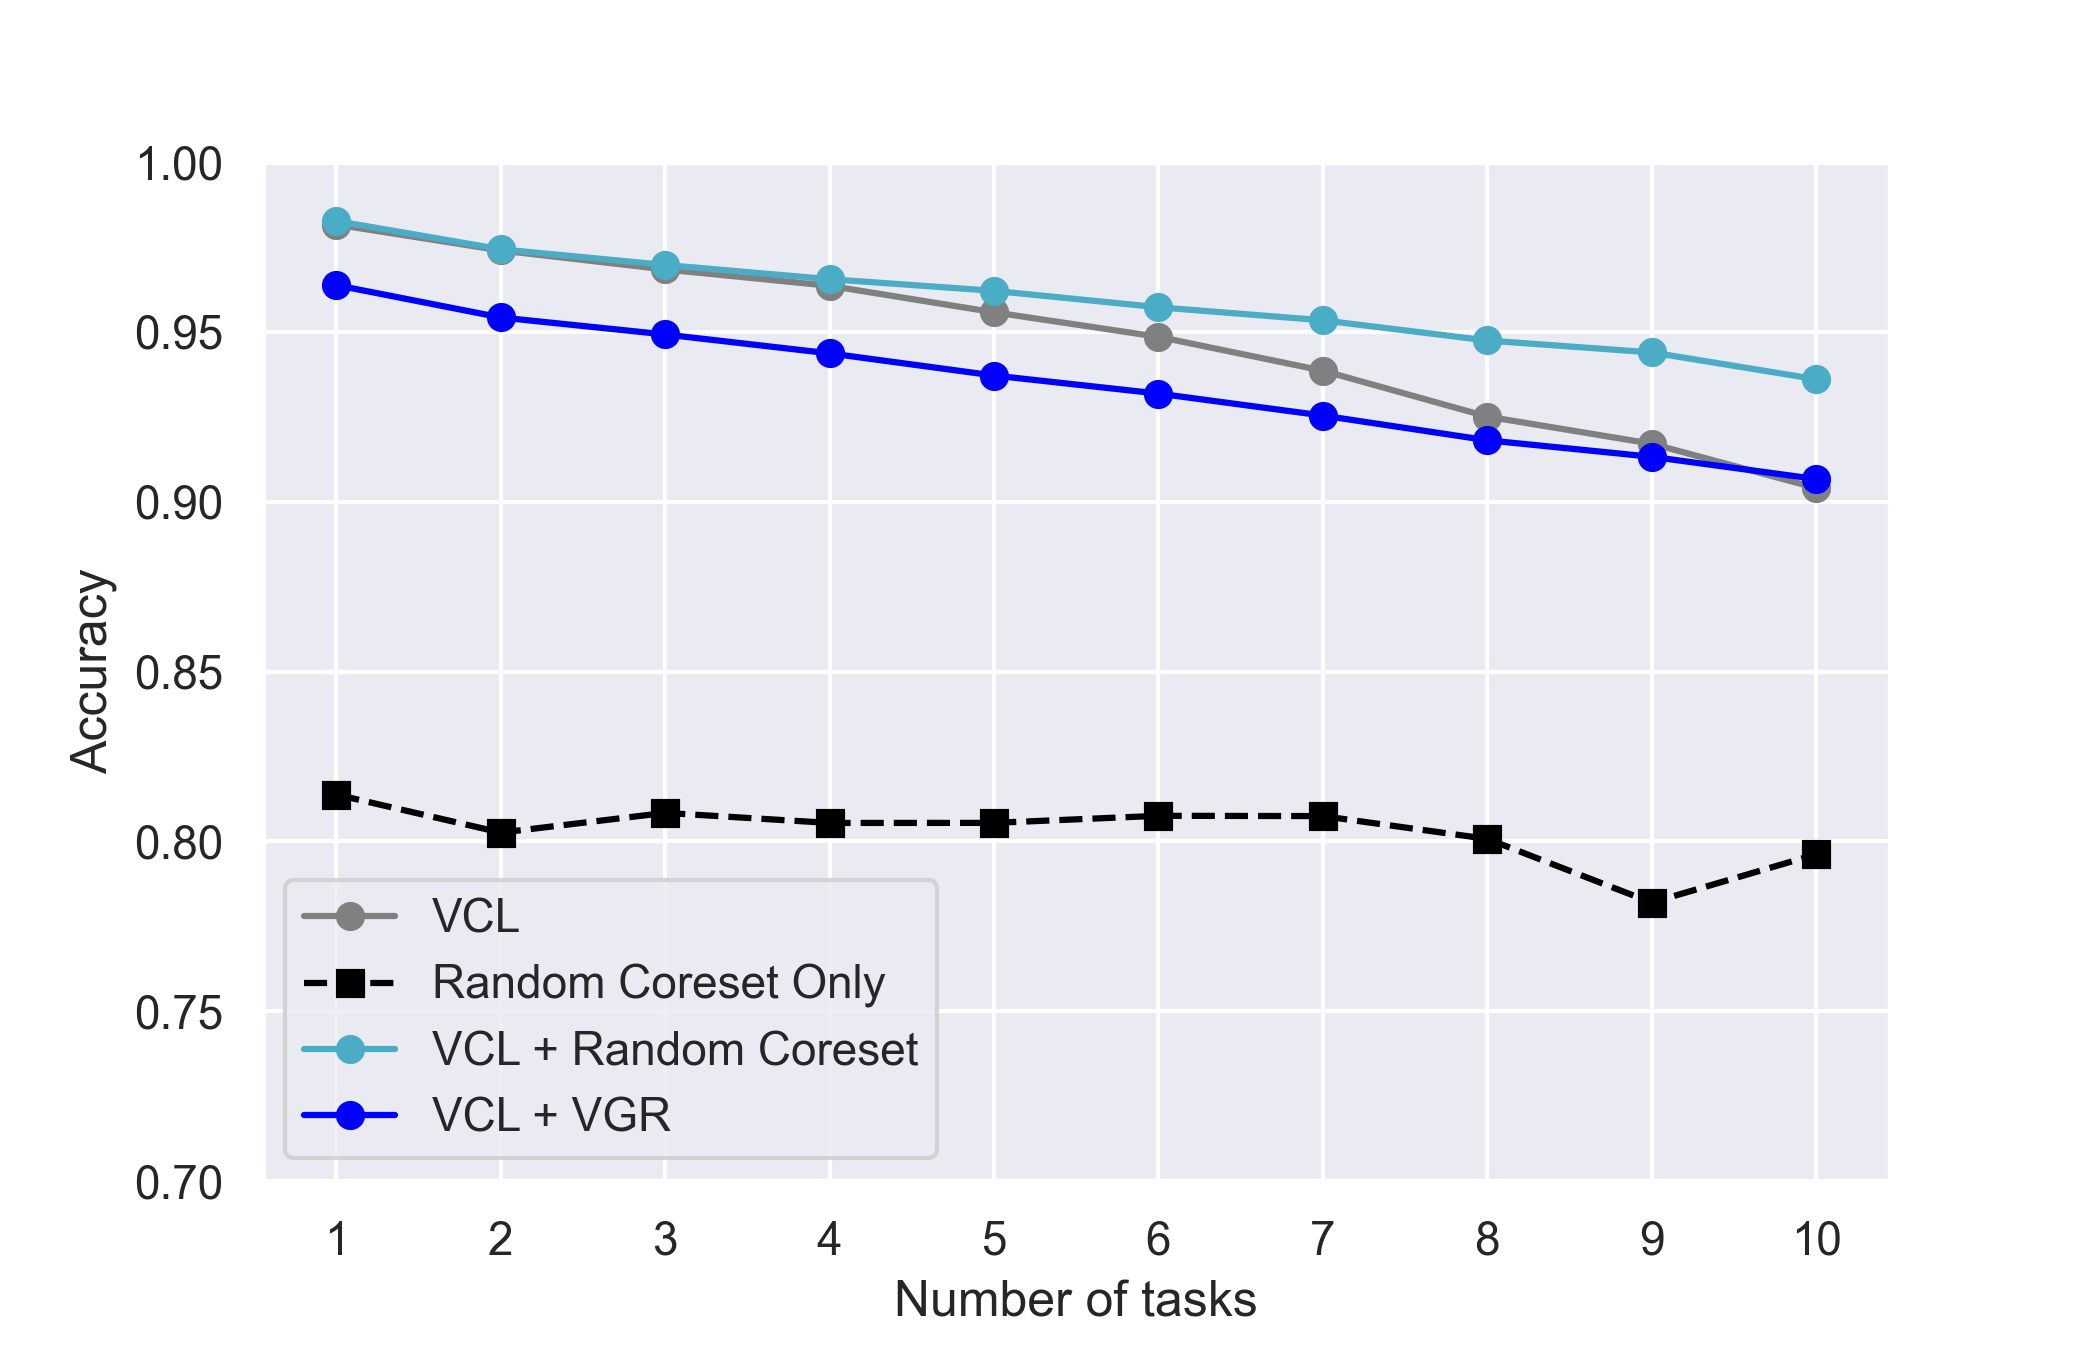 1.00
0.95
0.90
0.85
0.80
0.75
0.70
Accuracy
VCL
Random Coreset Only
VCL + Random Coreset
VCL + VGR
1 2 3 4 5 6 7 8 9 10
Number of tasks